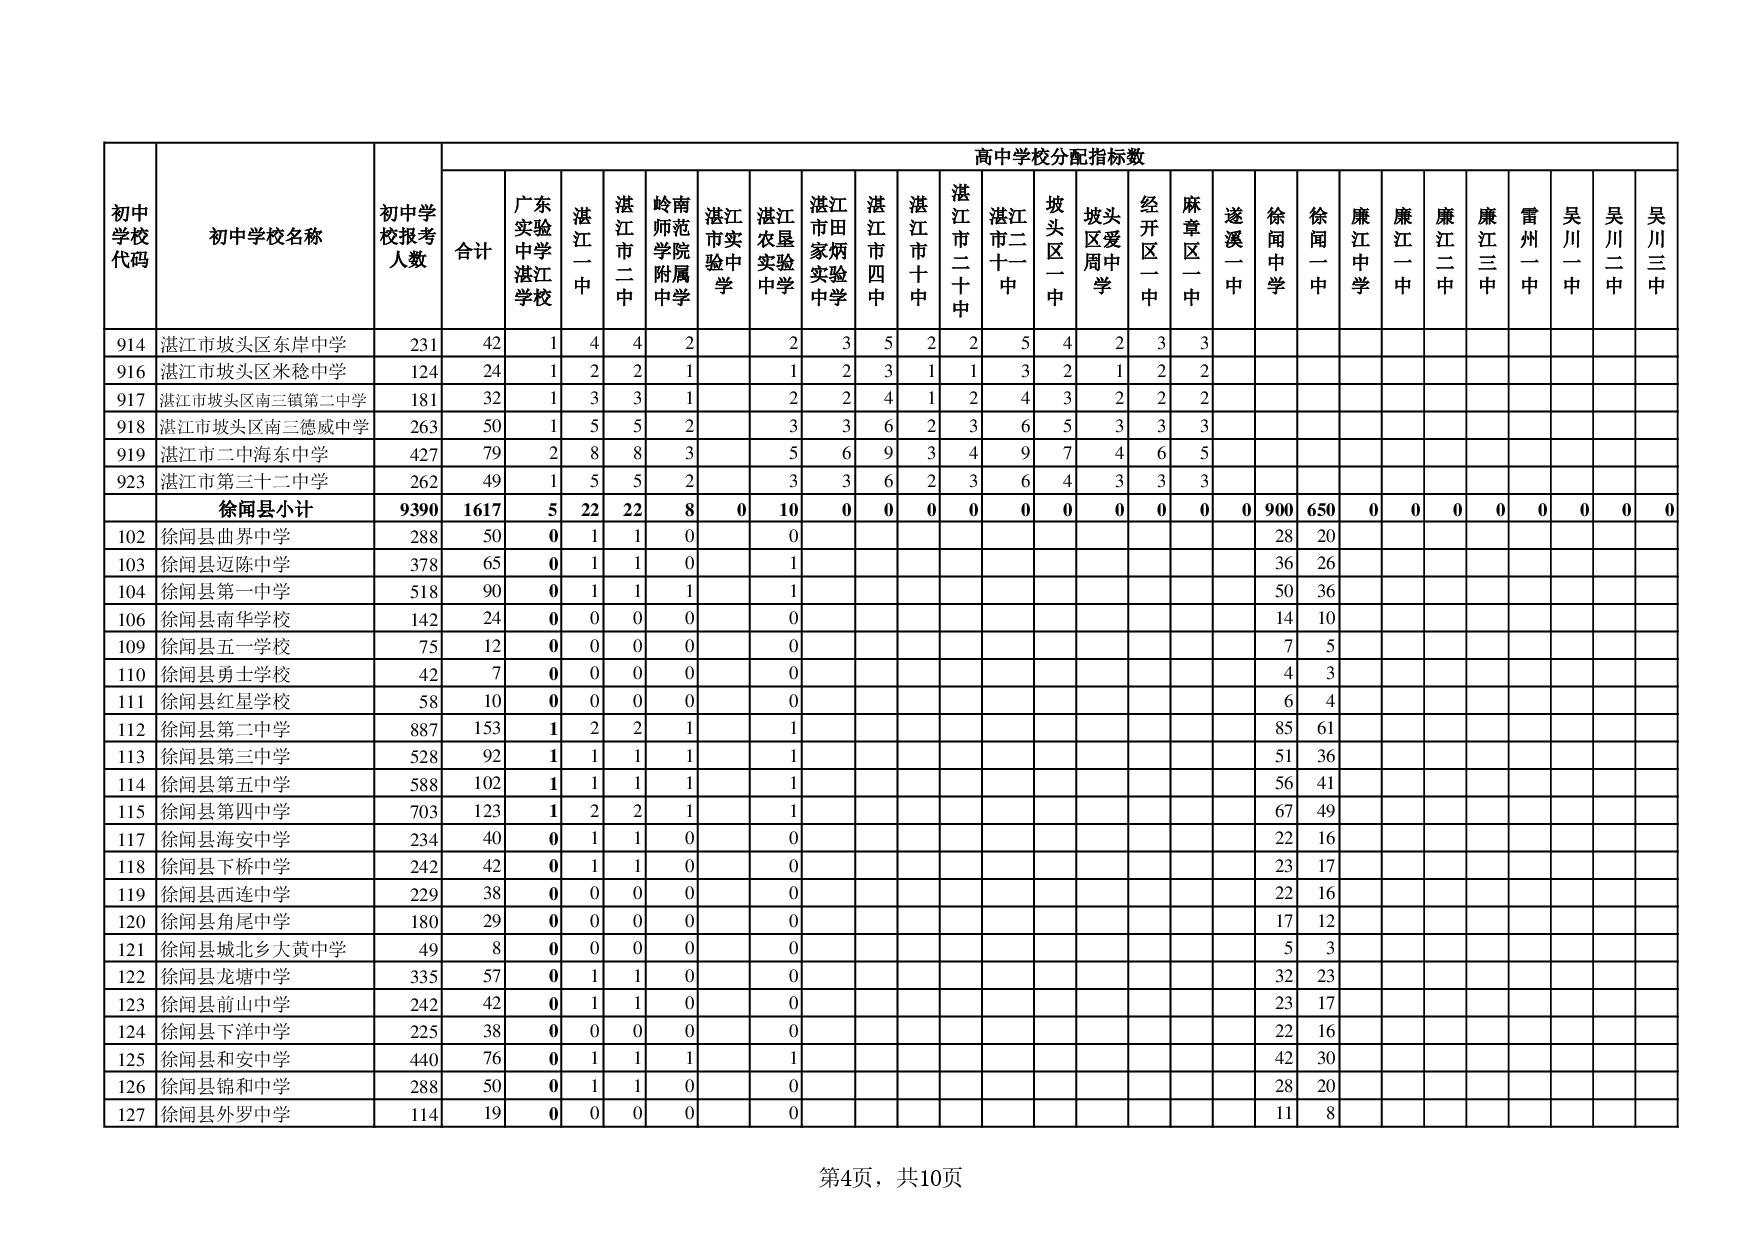 高中学校分配指标数
初中学校代码 初中学校名称 初中学校报考人数 合计 广东实验中学湛江学校 湛江一中 湛江市二中 岭南师范学院附属中学 湛江市实验中学 湛江农垦实验中学 湛江市田家炳实验中学 湛江市四中 湛江市十中 湛江市二十中 湛江市二十一中 坡头区一中 坡头区爱周中学 经开区一中 麻章区一中 遂溪一中 徐闻中学 徐闻一中 廉江中学 廉江一中 廉江二中 廉江三中 雷州一中 吴川一中 吴川二中 吴川三中
914 湛江市坡头区东岸中学 231 42 1 4 4 2 2 3 5 2 2 5 4 2 3 3
916 湛江市坡头区米稔中学 124 24 1 2 2 1 1 2 3 1 1 3 2 1 2 2
917 湛江市坡头区南三镇第二中学 181 32 1 3 3 1 2 2 4 1 2 4 3 2 2 2
918 湛江市坡头区南三德威中学 263 50 1 5 5 2 3 3 6 2 3 6 5 3 3 3
919 湛江市二中海东中学 427 79 2 8 8 3 5 6 9 3 4 9 7 4 6 5
923 湛江市第三十二中学 262 49 1 5 5 2 3 3 6 2 3 6 4 3 3 3
徐闻县小计 9390 1617 5 22 22 8 0 10 0 0 0 0 0 0 0 0 0 0 900 650 0 0 0 0 0 0 0 0
102 徐闻县曲界中学 288 50 0 1 1 0 0 28 20
103 徐闻县迈陈中学 378 65 0 1 1 0 1 36 26
104 徐闻县第一中学 518 90 0 1 1 1 1 50 36
106 徐闻县南华学校 142 24 0 0 0 0 0 14 10
109 徐闻县五一学校 75 12 0 0 0 0 0 7 5
110 徐闻县勇士学校 42 7 0 0 0 0 0 4 3
111 徐闻县红星学校 58 10 0 0 0 0 0 6 4
112 徐闻县第二中学 887 153 1 2 2 1 1 85 61
113 徐闻县第三中学 528 92 1 1 1 1 1 51 36
114 徐闻县第五中学 588 102 1 1 1 1 1 56 41
115 徐闻县第四中学 703 123 1 2 2 1 1 67 49
117 徐闻县海安中学 234 40 0 1 1 0 0 22 16
118 徐闻县下桥中学 242 42 0 1 1 0 0 23 17
119 徐闻县西连中学 229 38 0 0 0 0 0 22 16
120 徐闻县角尾中学 180 29 0 0 0 0 0 17 12
121 徐闻县城北乡大黄中学 49 8 0 0 0 0 0 5 3
122 徐闻县龙塘中学 335 57 0 1 1 0 0 32 23
123 徐闻县前山中学 242 42 0 1 1 0 0 23 17
124 徐闻县下洋中学 225 38 0 0 0 0 0 22 16
125 徐闻县和安中学 440 76 0 1 1 1 1 42 30
126 徐闻县锦和中学 288 50 0 1 1 0 0 28 20
127 徐闻县外罗中学 114 19 0 0 0 0 0 11 8
第4页，共10页